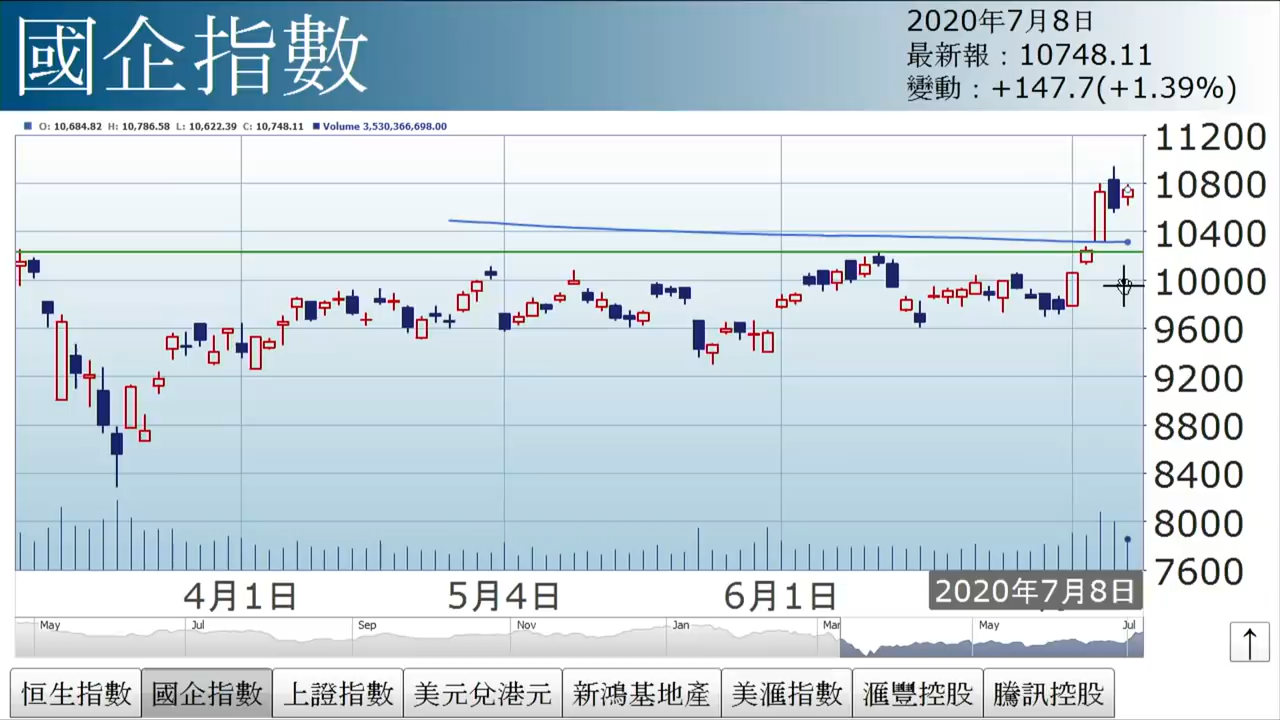 國企指數
2020年7月8日
最新報：10748.11
變動：+147.7(+1.39%)
O: 10,684.82 H: 10,786.58 L: 10,622.39 C: 10,748.11 Volume 3,530,366,698.00
11200
10800
10400
10000
9600
9200
8800
8400
8000
7600
4月1日 5月4日 6月1日 2020年7月8日
May Jul Sep Nov Jan Mar May Jul
恒生指數 國企指數 上證指數 美元兌港元 新鴻基地產 美滙指數 滙豐控股 騰訊控股